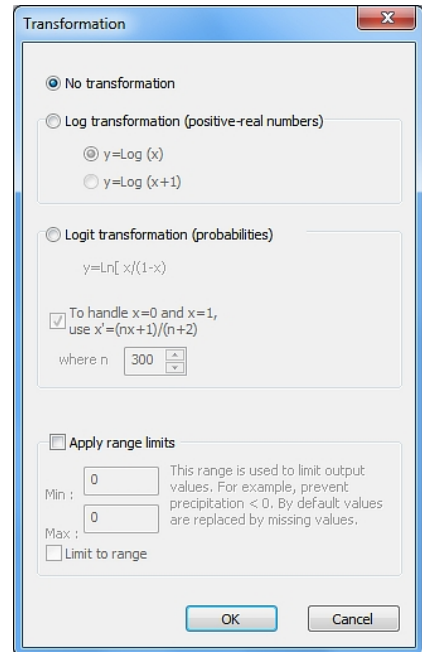 Transformation
No transformation
Log transformation (positive-real numbers)
y=Log (x)
y=Log (x+1)
Logit transformation (probabilities)
y=Ln[ x/(1-x)
To handle x=0 and x=1,
use x'=(nx+1)/(n+2)
where n 300
Apply range limits
Min : 0
Max : 0
This range is used to limit output
values. For example, prevent
precipitation < 0. By default values
are replaced by missing values.
Limit to range
OK Cancel